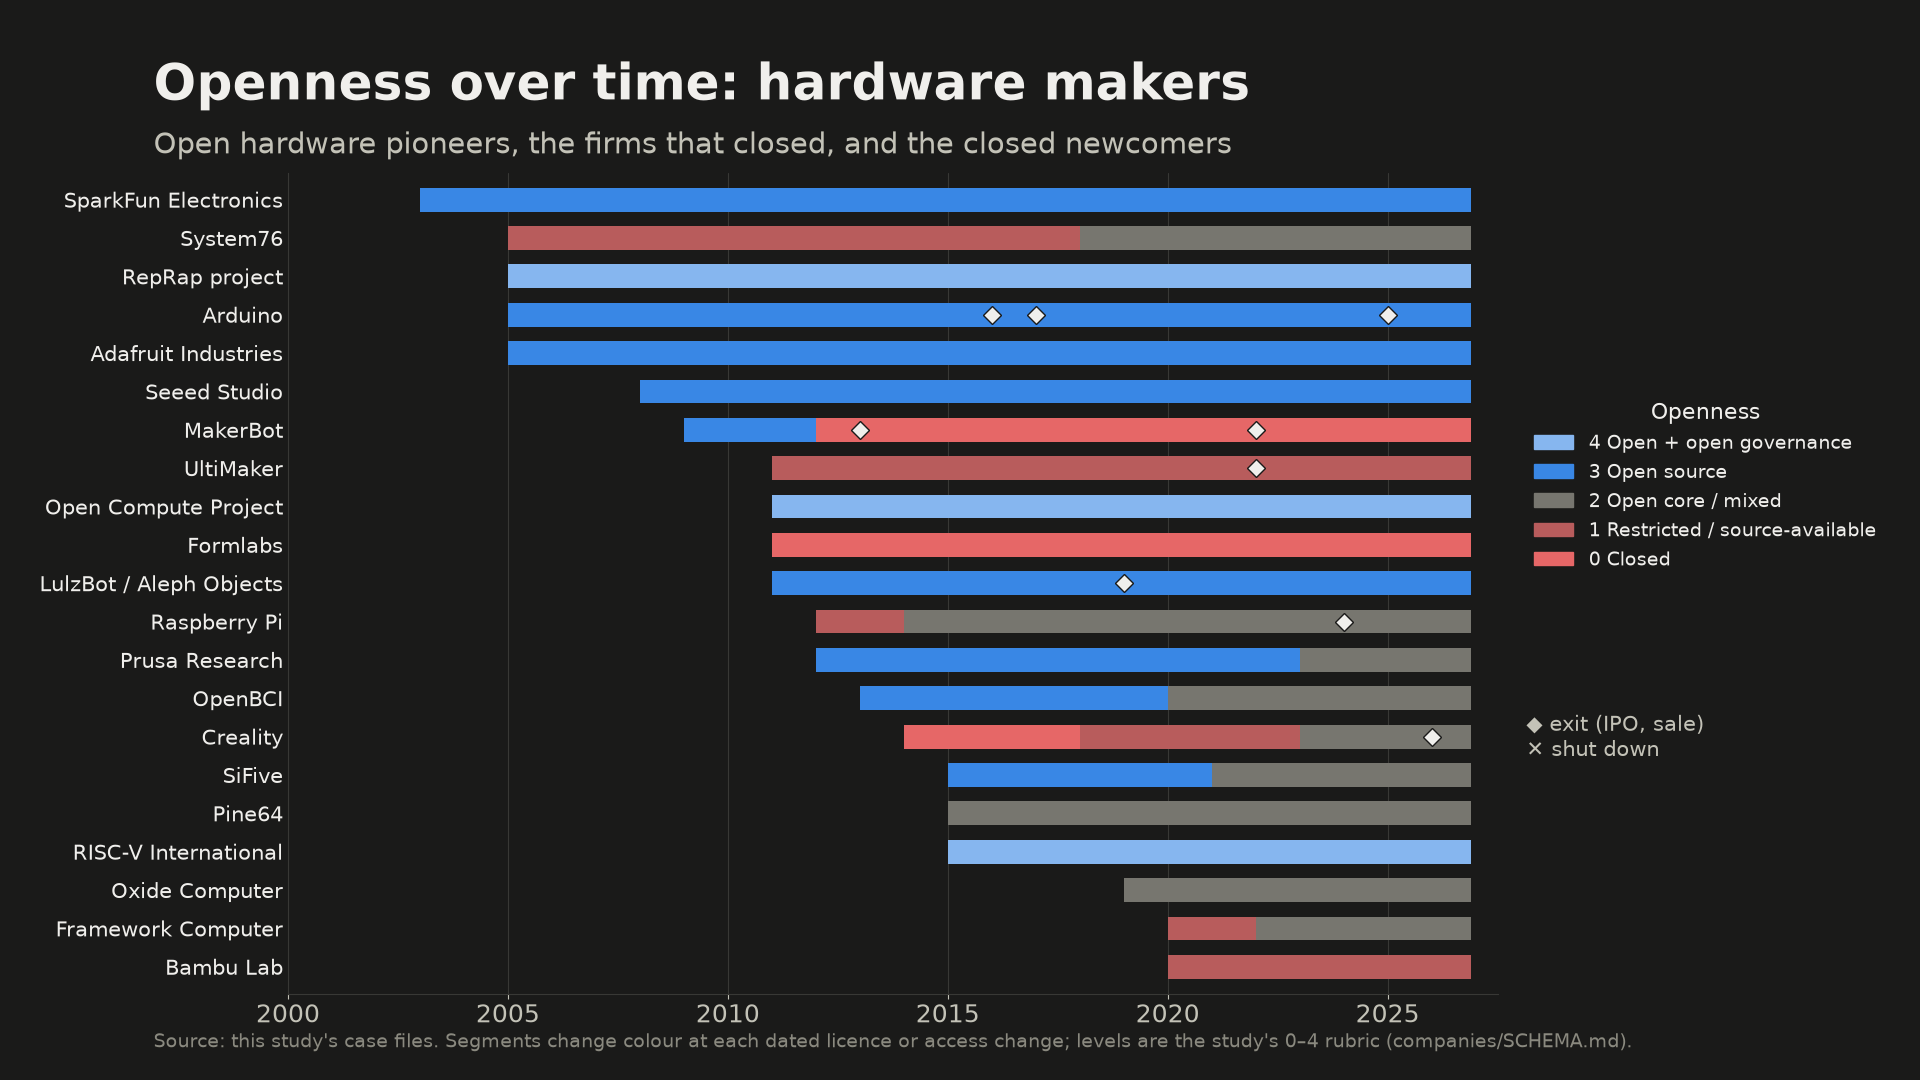 Openness over time: hardware makers
Open hardware pioneers, the firms that closed, and the closed newcomers
SparkFun Electronics
System76
RepRap project
Arduino
Adafruit Industries
Seeed Studio
MakerBot
UltiMaker
Open Compute Project
Formlabs
LulzBot / Aleph Objects
Raspberry Pi
Prusa Research
OpenBCI
Creality
SiFive
Pine64
RISC-V International
Oxide Computer
Framework Computer
Bambu Lab
Openness
4 Open + open governance
3 Open source
2 Open core / mixed
1 Restricted / source-available
0 Closed
◆ exit (IPO, sale)
✕ shut down
2000 2005 2010 2015 2020 2025
Source: this study's case files. Segments change colour at each dated licence or access change; levels are the study's 0–4 rubric (companies/SCHEMA.md).